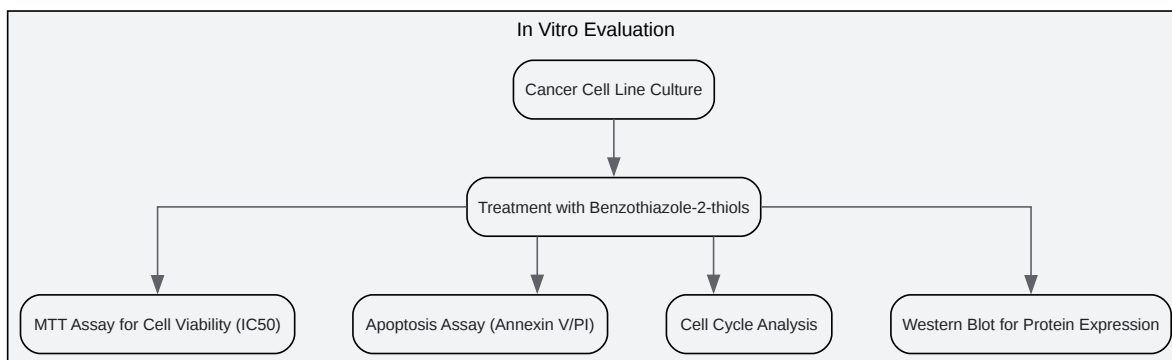 In Vitro Evaluation
Cancer Cell Line Culture
Treatment with Benzothiazole-2-thiols
MTT Assay for Cell Viability (IC50)
Apoptosis Assay (Annexin V/PI)
Cell Cycle Analysis
Western Blot for Protein Expression